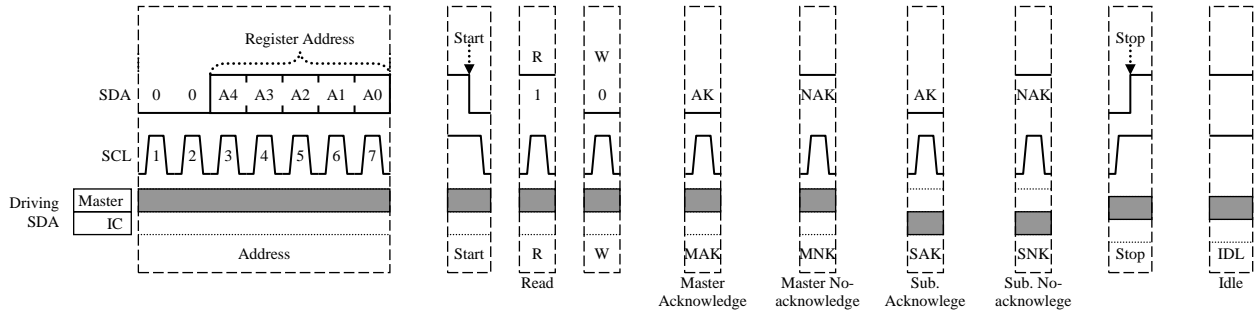 Register Address
Start
Stop
R
W
SDA
0 0 A4 A3 A2 A1 A0
1
0
AK
NAK
AK
NAK
SCL
1 2 3 4 5 6 7
Driving
SDA
Master
IC
Address
Start
R
W
MAK
MNK
SAK
SNK
Stop
IDL
Read
Master
Acknowledge
Master No-
acknowledge
Sub.
Acknowlege
Sub. No-
acknowlege
Idle